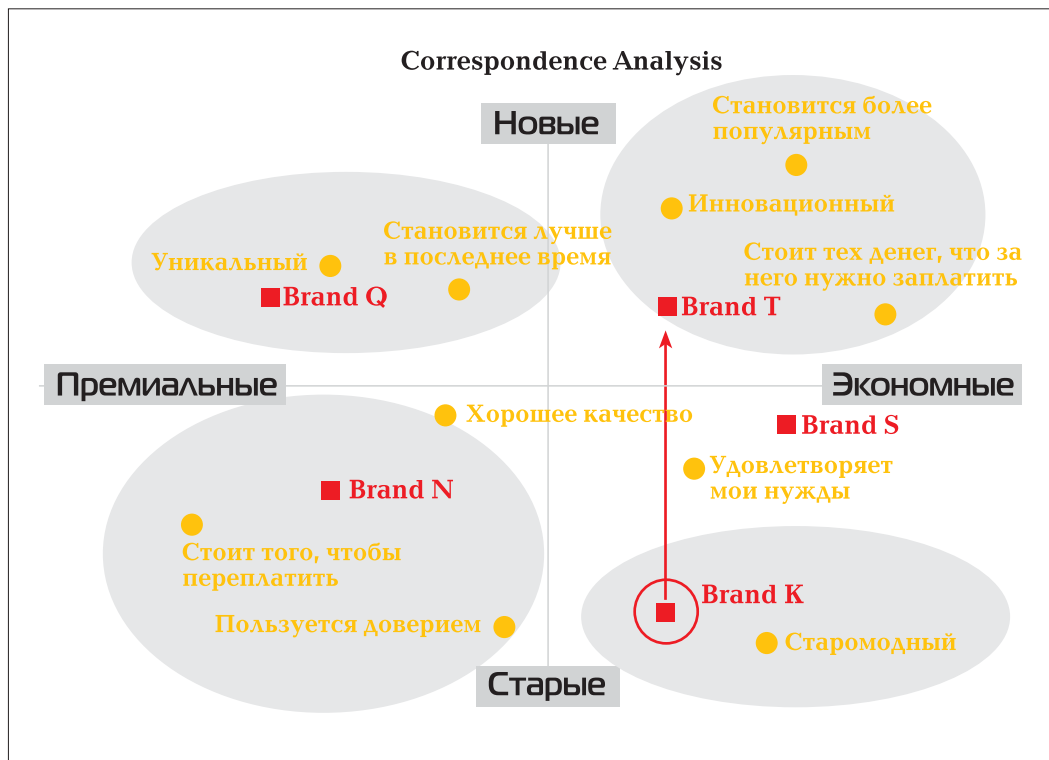 Correspondence Analysis
Новые
Становится более
популярным
Инновационный
Становится лучше
в последнее время
Уникальный
Стоит тех денег, что за
него нужно заплатить
Brand Q
Brand T
Премиальные
Экономные
Хорошее качество
Brand S
Удовлетворяет
мои нужды
Brand N
Стоит того, чтобы
переплатить
Brand K
Пользуется доверием
Старомодный
Старые